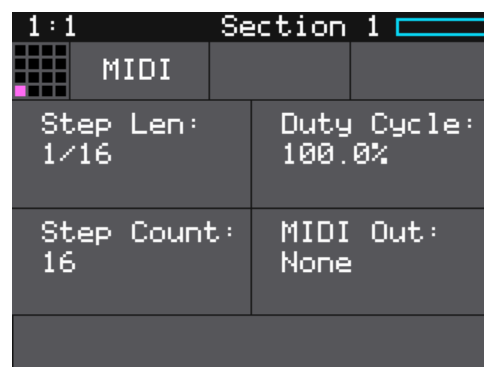 1:1 Section 1
MIDI
Step Len:
1/16
Duty Cycle:
100.0%
Step Count:
16
MIDI Out:
None